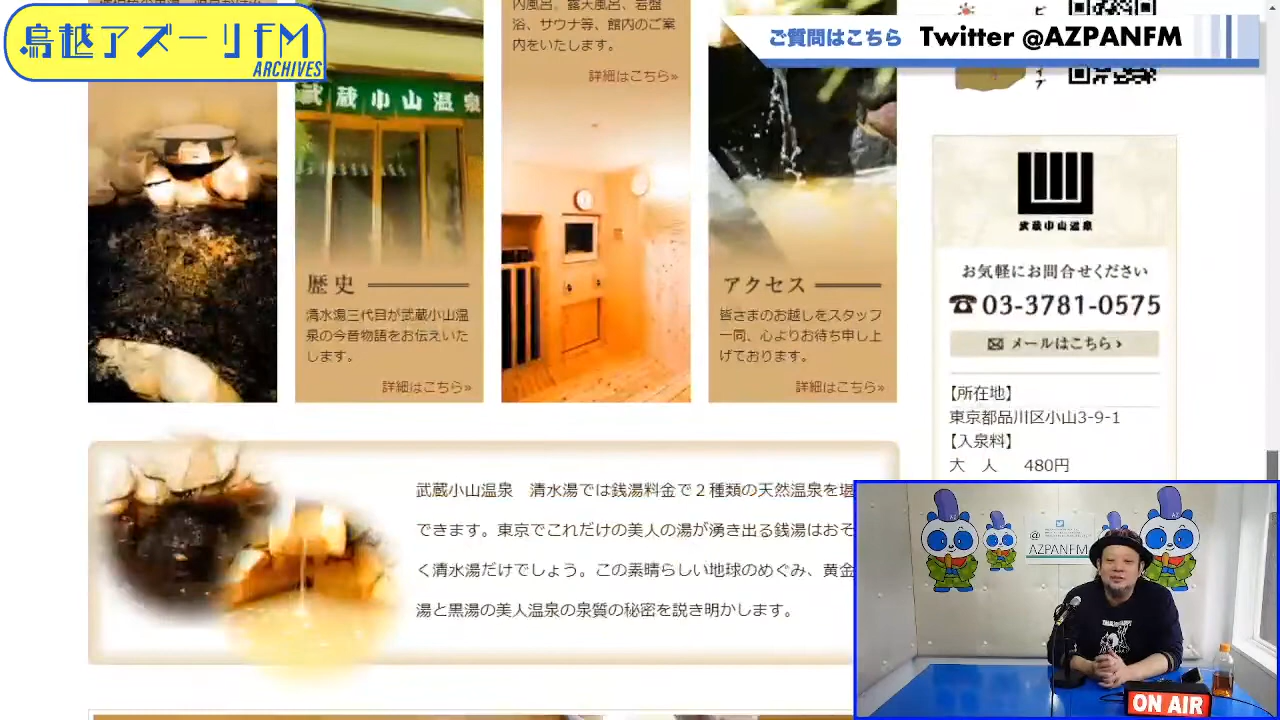 鳥越アズーリFM
ARCHIVES
ご質問はこちら Twitter @AZPANFM
内風呂。露天風呂、岩盤
浴、サウナ等、館内のご案
内をいたします。
詳細はこちら»
武蔵小山温泉
歴史
清水湯三代目が武蔵小山温
泉の今昔物語をお伝えいた
します。
詳細はこちら»
アクセス
皆さまのお越しをスタッフ
一同、心よりお待ち申し上
げております。
詳細はこちら»
武蔵小山温泉
お気軽にお問合せください
☎03-3781-0575
✉ メールはこちら ›
【所在地】
東京都品川区小山3-9-1
【入泉料】
大 人 480円
武蔵小山温泉 清水湯では銭湯料金で２種類の天然温泉を堪
できます。東京でこれだけの美人の湯が湧き出る銭湯はおそ
く清水湯だけでしょう。この素晴らしい地球のめぐみ、黄金
湯と黒湯の美人温泉の泉質の秘密を説き明かします。
@
AZPANFM
ON AIR